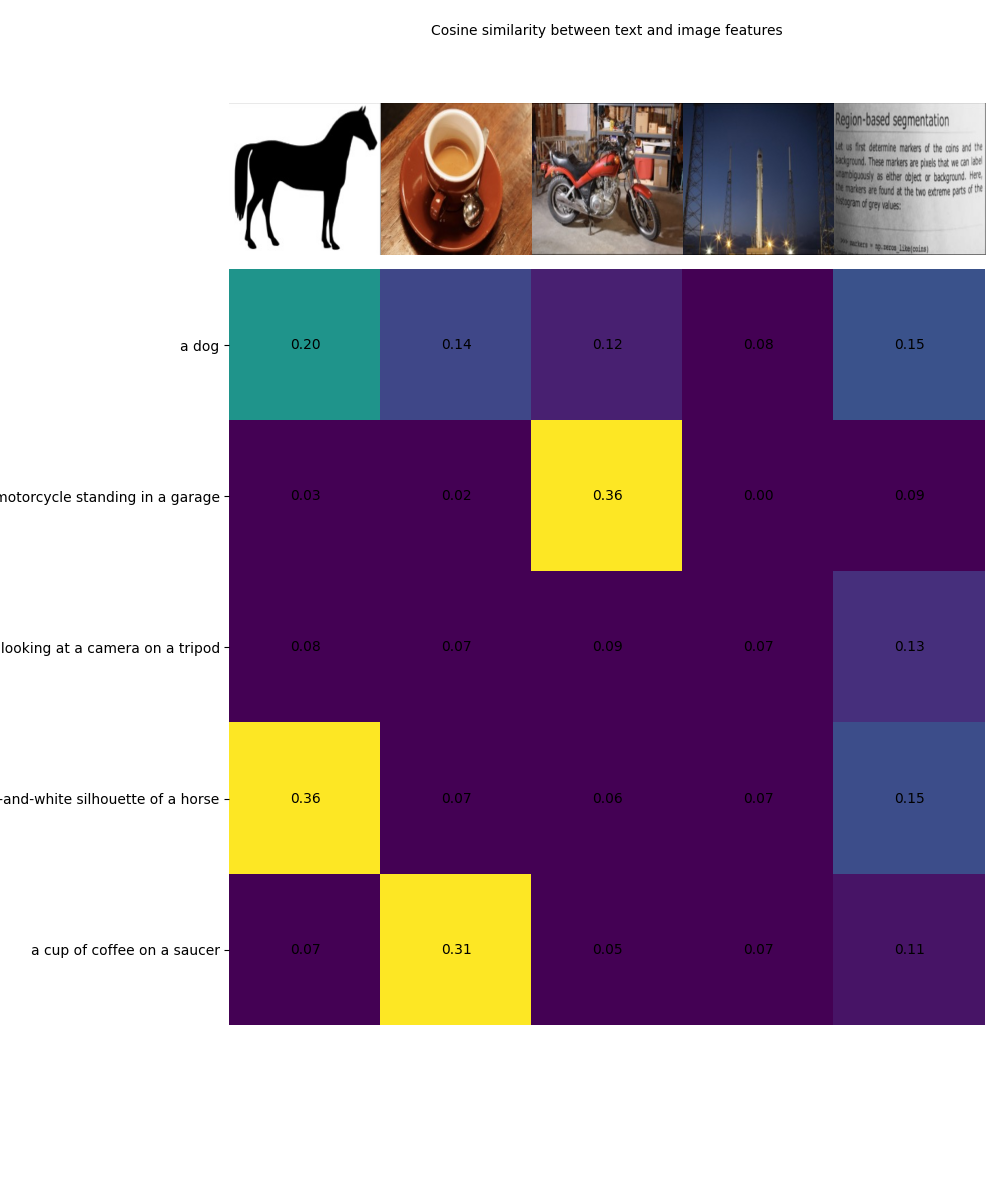 Cosine similarity between text and image features
Region-based segmentation
Let us first determine markers of the coins and the
background. These markers are pixels that we can label
unambiguously as either object or background. Here,
the markers are found at the two extreme parts of the
histogram of grey values:
>>> markers = np.zeros_like(coins)
a dog
0.20 0.14 0.12 0.08 0.15
motorcycle standing in a garage
0.03 0.02 0.36 0.00 0.09
looking at a camera on a tripod
0.08 0.07 0.09 0.07 0.13
-and-white silhouette of a horse
0.36 0.07 0.06 0.07 0.15
a cup of coffee on a saucer
0.07 0.31 0.05 0.07 0.11